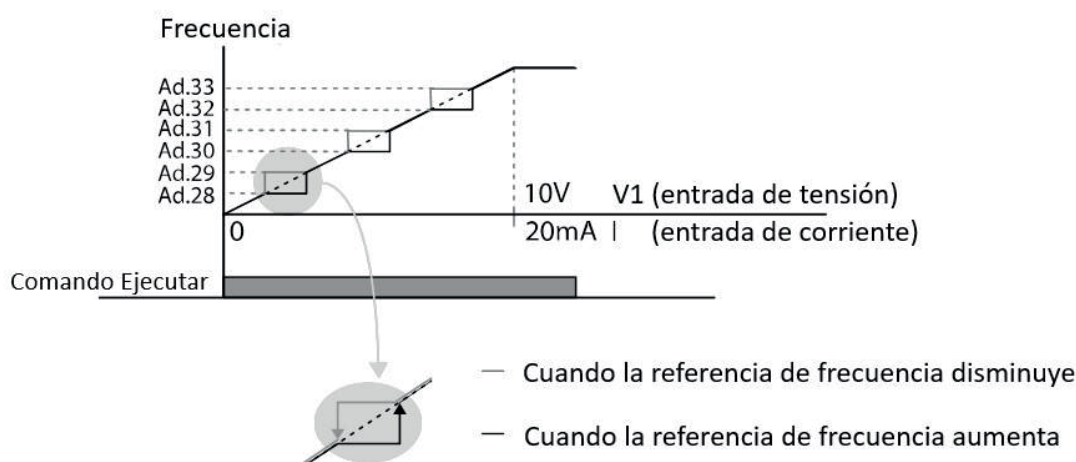 Frecuencia
Ad.33
Ad.32
Ad.31
Ad.30
Ad.29
Ad.28
10V V1 (entrada de tensión)
0
20mA I (entrada de corriente)
Comando Ejecutar
Cuando la referencia de frecuencia disminuye
Cuando la referencia de frecuencia aumenta